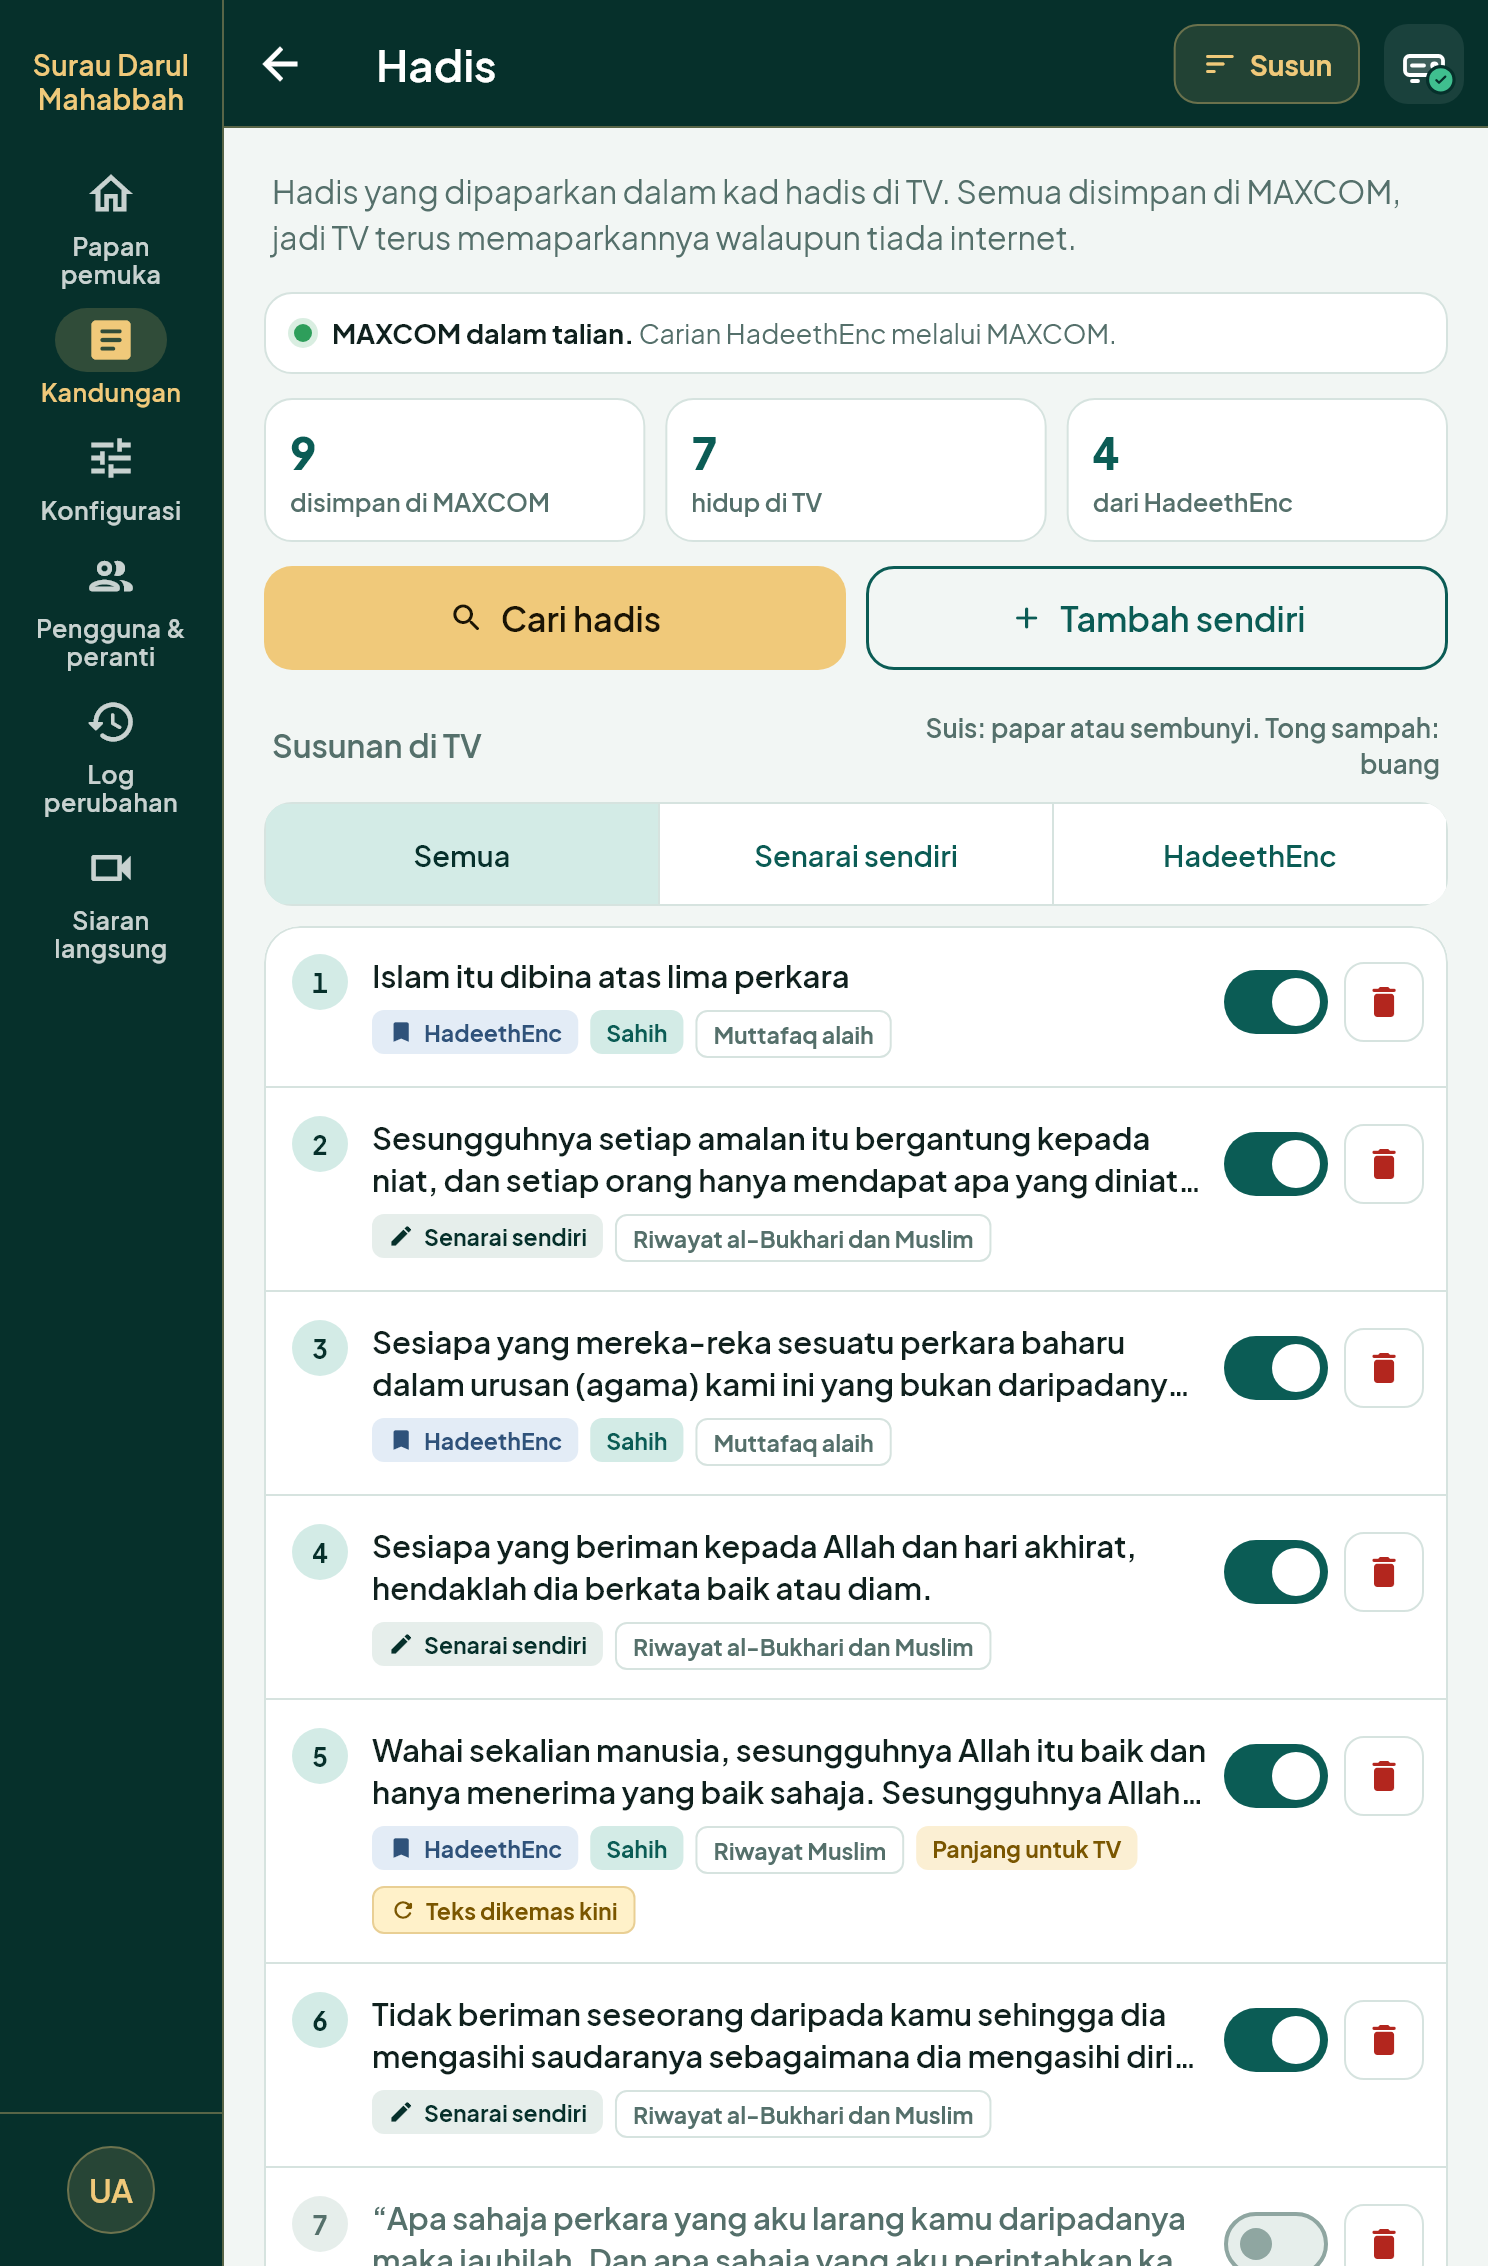 Surau Darul
Mahabbah
Papan
pemuka
Kandungan
Konfigurasi
Pengguna &
peranti
Log
perubahan
Siaran
langsung
UA
Hadis
Susun
Hadis yang dipaparkan dalam kad hadis di TV. Semua disimpan di MAXCOM,
jadi TV terus memaparkannya walaupun tiada internet.
MAXCOM dalam talian. Carian HadeethEnc melalui MAXCOM.
9
disimpan di MAXCOM
7
hidup di TV
4
dari HadeethEnc
Cari hadis
Tambah sendiri
Susunan di TV
Suis: papar atau sembunyi. Tong sampah:
buang
Semua
Senarai sendiri
HadeethEnc
1
Islam itu dibina atas lima perkara
HadeethEnc
Sahih
Muttafaq alaih
2
Sesungguhnya setiap amalan itu bergantung kepada
niat, dan setiap orang hanya mendapat apa yang diniat…
Senarai sendiri
Riwayat al-Bukhari dan Muslim
3
Sesiapa yang mereka-reka sesuatu perkara baharu
dalam urusan (agama) kami ini yang bukan daripadany…
HadeethEnc
Sahih
Muttafaq alaih
4
Sesiapa yang beriman kepada Allah dan hari akhirat,
hendaklah dia berkata baik atau diam.
Senarai sendiri
Riwayat al-Bukhari dan Muslim
5
Wahai sekalian manusia, sesungguhnya Allah itu baik dan
hanya menerima yang baik sahaja. Sesungguhnya Allah…
HadeethEnc
Sahih
Riwayat Muslim
Panjang untuk TV
Teks dikemas kini
6
Tidak beriman seseorang daripada kamu sehingga dia
mengasihi saudaranya sebagaimana dia mengasihi diri…
Senarai sendiri
Riwayat al-Bukhari dan Muslim
7
“Apa sahaja perkara yang aku larang kamu daripadanya
maka jauhilah. Dan apa sahaja yang aku perintahkan ka